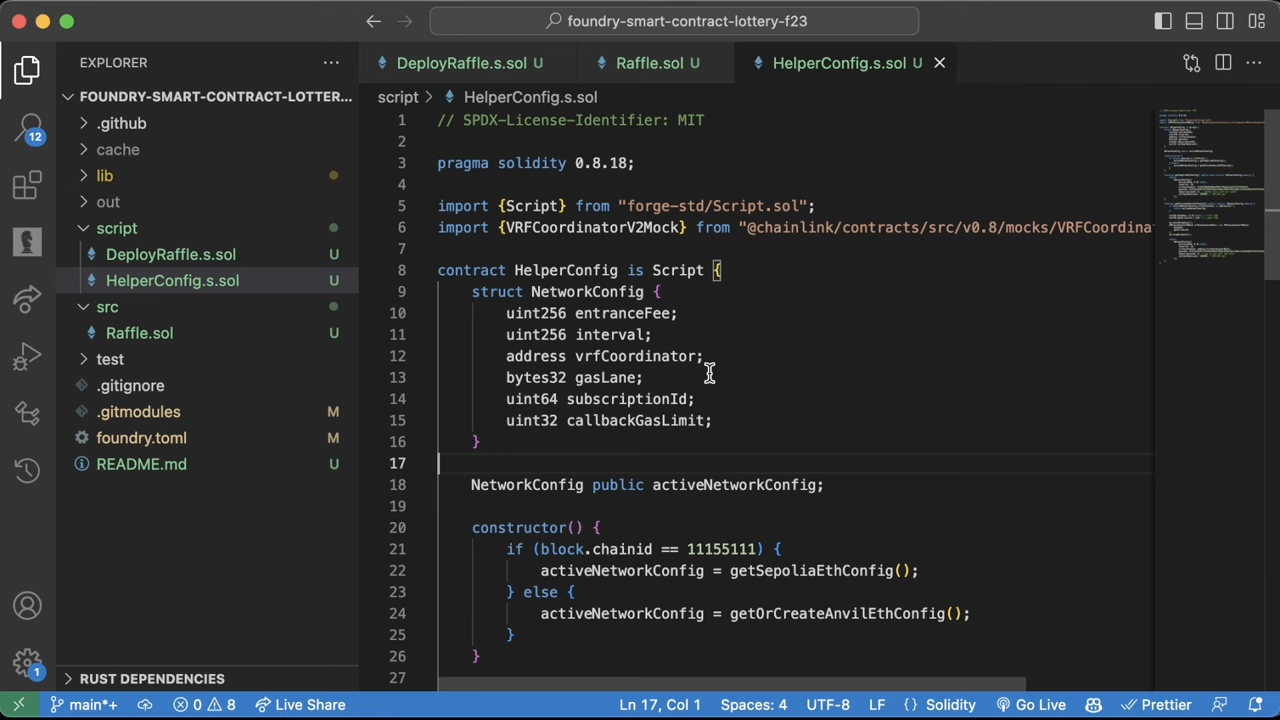 foundry-smart-contract-lottery-f23
EXPLORER
DeployRaffle.s.sol U
Raffle.sol U
HelperConfig.s.sol U
FOUNDRY-SMART-CONTRACT-LOTTER...
script > HelperConfig.s.sol
.github
cache
lib
out
script
DeployRaffle.s.sol U
HelperConfig.s.sol U
src
Raffle.sol U
test
.gitignore
.gitmodules M
foundry.toml M
README.md U
RUST DEPENDENCIES
12
1
1 // SPDX-License-Identifier: MIT
2
3 pragma solidity 0.8.18;
4
5 import {Script} from "forge-std/Script.sol";
6 import {VRFCoordinatorV2Mock} from "@chainlink/contracts/src/v0.8/mocks/VRFCoordina
7
8 contract HelperConfig is Script {
9 struct NetworkConfig {
10 uint256 entranceFee;
11 uint256 interval;
12 address vrfCoordinator;
13 bytes32 gasLane;
14 uint64 subscriptionId;
15 uint32 callbackGasLimit;
16 }
17
18 NetworkConfig public activeNetworkConfig;
19
20 constructor() {
21 if (block.chainid == 11155111) {
22 activeNetworkConfig = getSepoliaEthConfig();
23 } else {
24 activeNetworkConfig = getOrCreateAnvilEthConfig();
25 }
26 }
27
main*+ 0 8 Live Share Ln 17, Col 1 Spaces: 4 UTF-8 LF {} Solidity Go Live Prettier